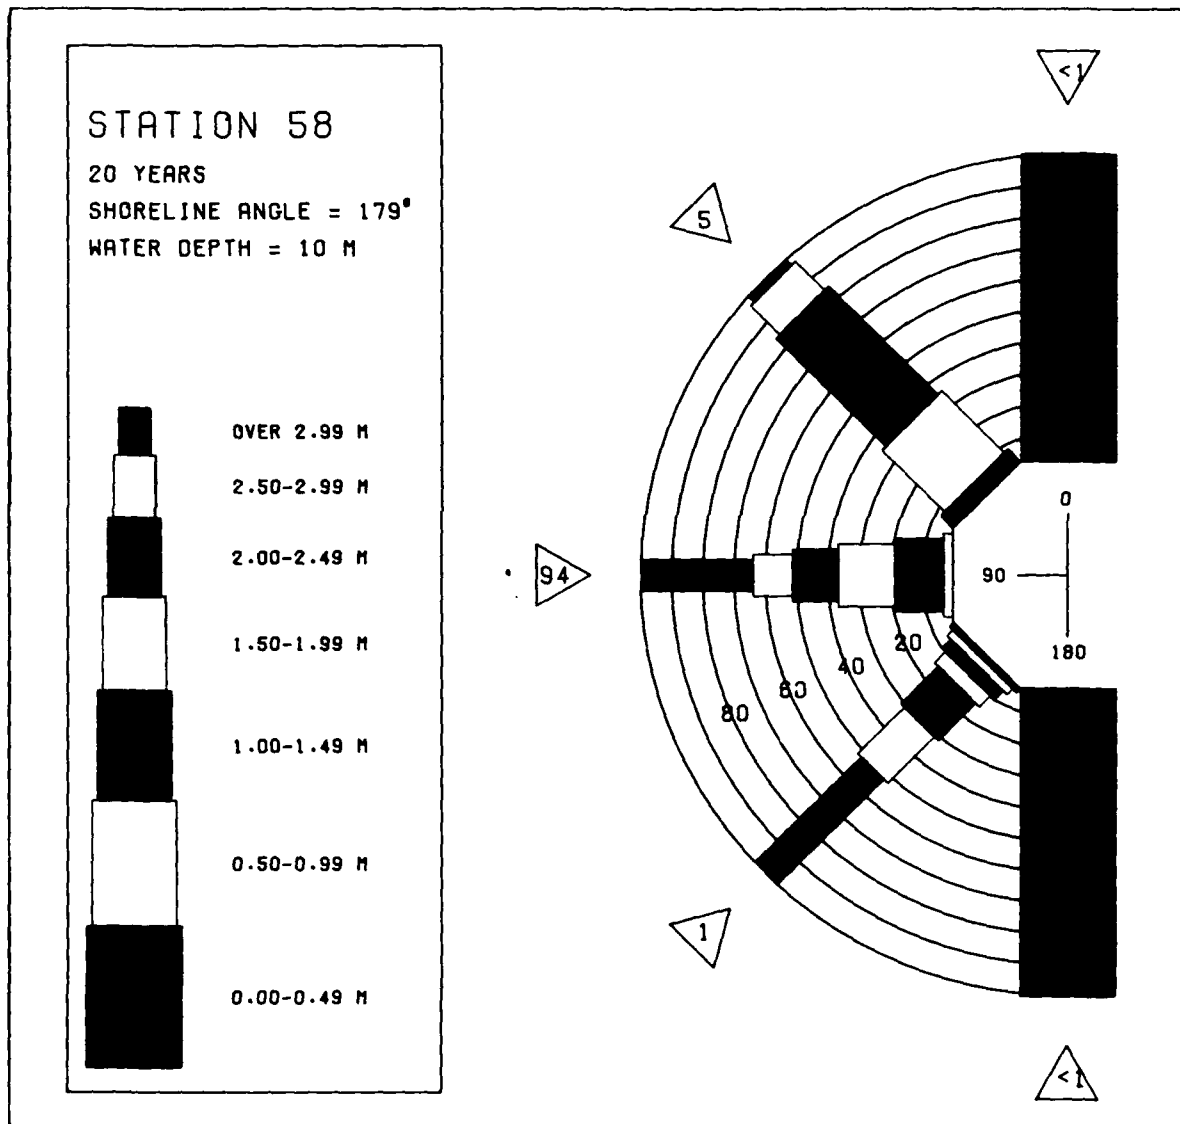 STATION 58
20 YEARS
SHORELINE ANGLE = 179°
WATER DEPTH = 10 M
OVER 2.99 M
2.50-2.99 M
2.00-2.49 M
1.50-1.99 M
1.00-1.49 M
0.50-0.99 M
0.00-0.49 M
<1
5
94
1
<1
0
90
180
20
40
60
80